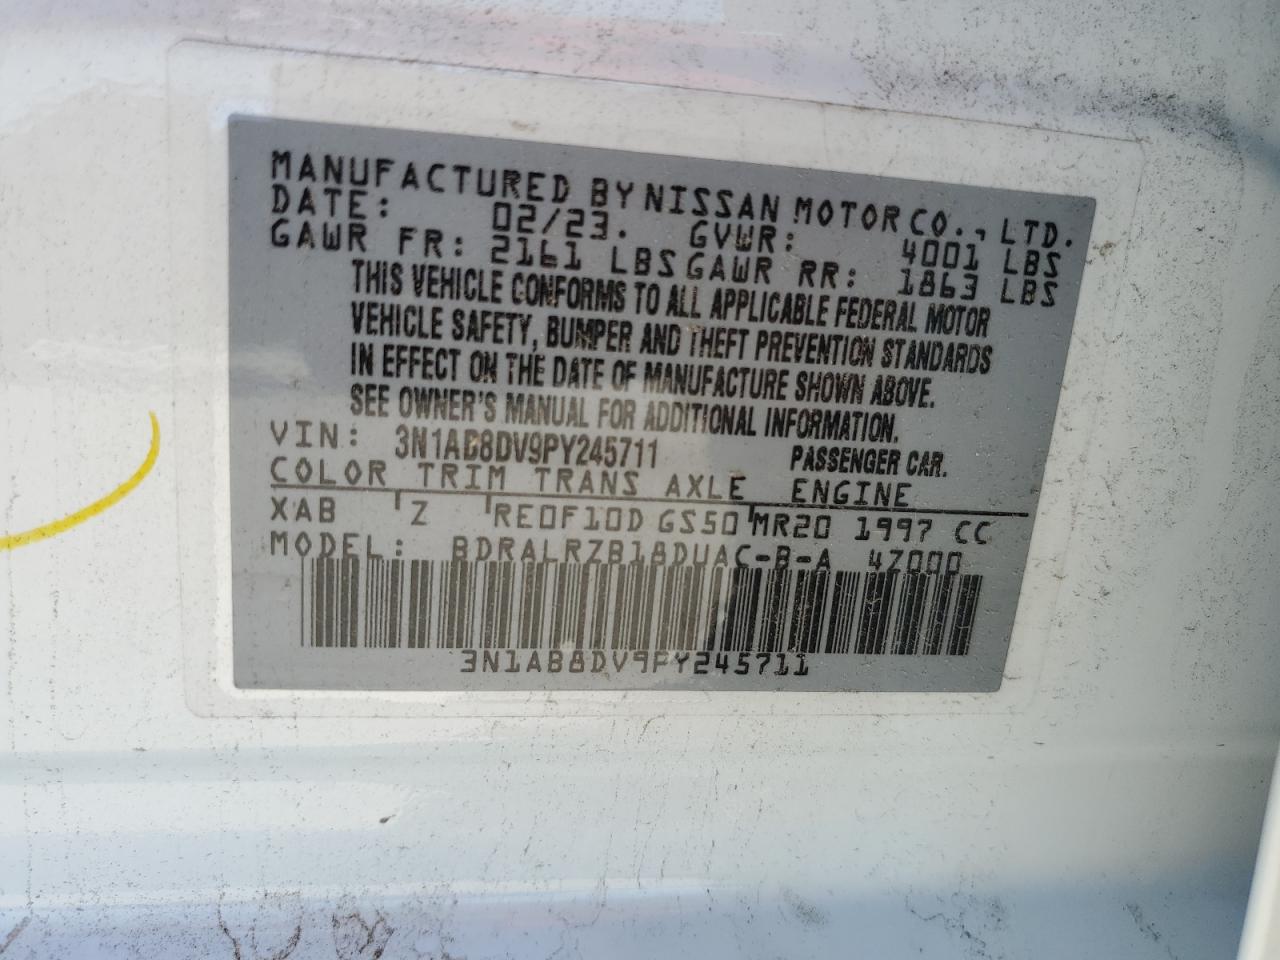 MANUFACTURED BY NISSAN MOTOR CO., LTD.
DATE: 02/23. GVWR: 4001 LBS
GAWR FR: 2161 LBS GAWR RR: 1863 LBS
THIS VEHICLE CONFORMS TO ALL APPLICABLE FEDERAL MOTOR
VEHICLE SAFETY, BUMPER AND THEFT PREVENTION STANDARDS
IN EFFECT ON THE DATE OF MANUFACTURE SHOWN ABOVE.
SEE OWNER'S MANUAL FOR ADDITIONAL INFORMATION.
VIN: 3N1AB8DV9PY245711 PASSENGER CAR.
COLOR TRIM TRANS AXLE ENGINE
XAB Z RE0F10D GS50 MR20 1997 CC
MODEL: BDRALRZB18DUAC-B-A 4Z000
3N1AB8DV9PY245711